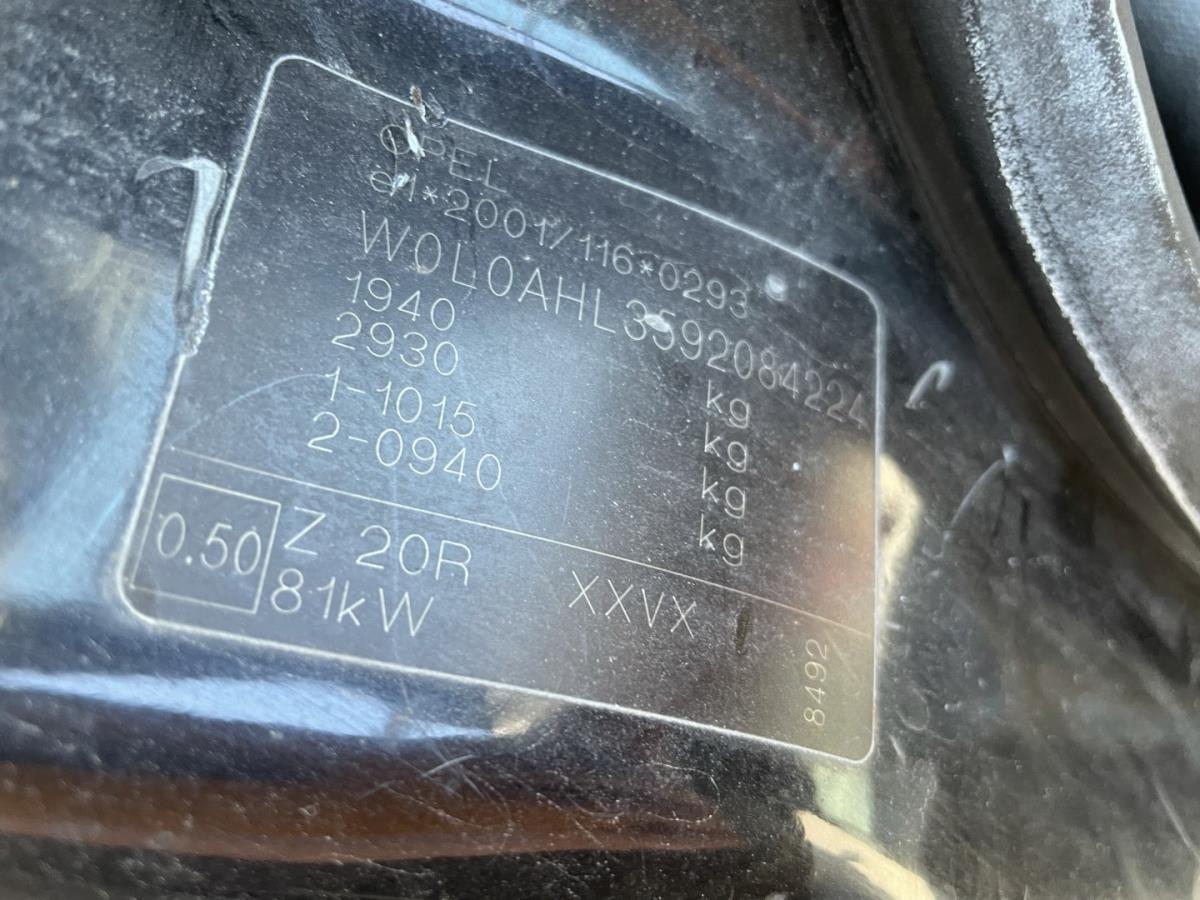 OPEL
e1*2001/116*0293
W0L0AHL3592084224
1940 kg
2930 kg
1-1015 kg
2-0940 kg
0.50 Z 20R
81kW XXVX
8492